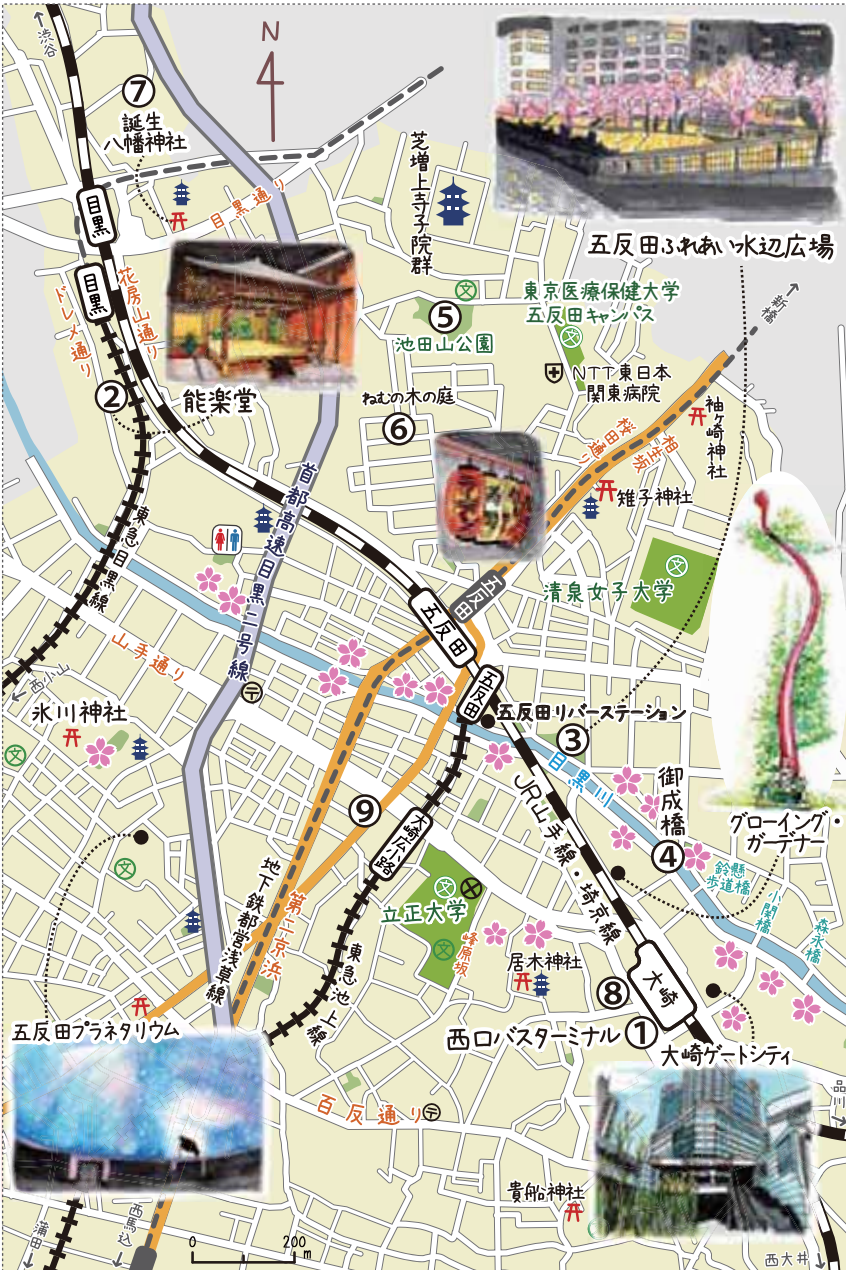 渋谷
N
⑦
誕生
八幡神社
目黒
目黒通り
芝増上寺子院群
五反田ふれあい水辺広場
目黒
花房山通り
ドレメ通り
新橋
東京医療保健大学
五反田キャンパス
⑤
池田山公園
NTT東日本
関東病院
②
能楽堂
ねむの木の庭
⑥
桜田通り
相生坂
袖ヶ崎神社
雉子神社
首都高速目黒二号線
東急目黒線
五反田
五反田
清泉女子大学
山手通り
西小山
五反田
五反田リバーステーション
③
氷川神社
目黒川
JR山手線・埼京線
御成橋
④
グローイング・
ガーデナー
鈴懸
歩道橋
小関橋
森永橋
⑨
大崎広小路
立正大学
峰原坂
地下鉄都営浅草線
第二京浜
東急池上線
居木神社
大崎
⑧
西口バスターミナル
①
大崎ゲートシティ
五反田プラネタリウム
百反通り
品川
貴船神社
西馬込
蒲田
0 200
m
西大井